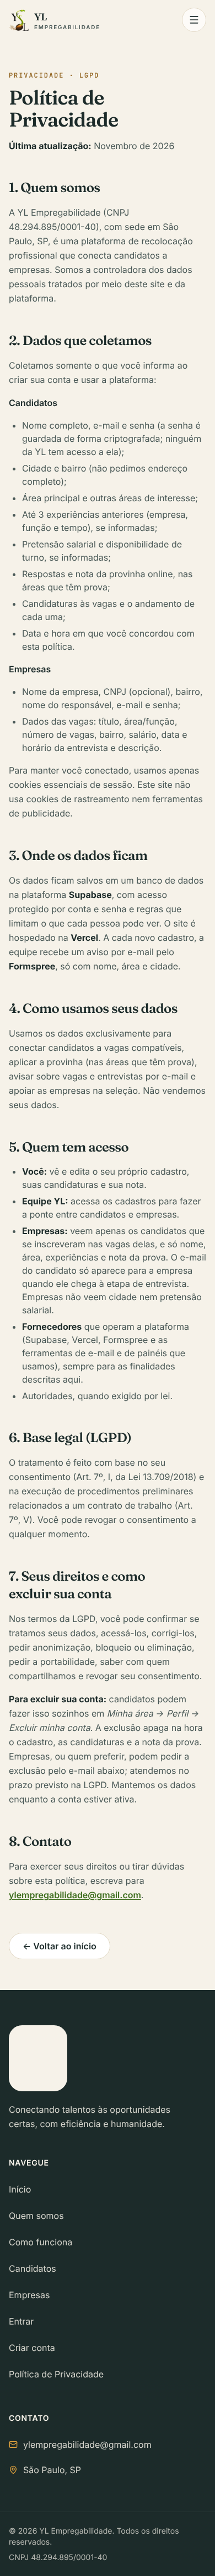 YL
YL
EMPREGABILIDADE
PRIVACIDADE · LGPD
Política de
Privacidade
Última atualização: Novembro de 2026
1. Quem somos
A YL Empregabilidade (CNPJ
48.294.895/0001-40), com sede em São
Paulo, SP, é uma plataforma de recolocação
profissional que conecta candidatos a
empresas. Somos a controladora dos dados
pessoais tratados por meio deste site e da
plataforma.
2. Dados que coletamos
Coletamos somente o que você informa ao
criar sua conta e usar a plataforma:
Candidatos
• Nome completo, e-mail e senha (a senha é
guardada de forma criptografada; ninguém
da YL tem acesso a ela);
• Cidade e bairro (não pedimos endereço
completo);
• Área principal e outras áreas de interesse;
• Até 3 experiências anteriores (empresa,
função e tempo), se informadas;
• Pretensão salarial e disponibilidade de
turno, se informadas;
• Respostas e nota da provinha online, nas
áreas que têm prova;
• Candidaturas às vagas e o andamento de
cada uma;
• Data e hora em que você concordou com
esta política.
Empresas
• Nome da empresa, CNPJ (opcional), bairro,
nome do responsável, e-mail e senha;
• Dados das vagas: título, área/função,
número de vagas, bairro, salário, data e
horário da entrevista e descrição.
Para manter você conectado, usamos apenas
cookies essenciais de sessão. Este site não
usa cookies de rastreamento nem ferramentas
de publicidade.
3. Onde os dados ficam
Os dados ficam salvos em um banco de dados
na plataforma Supabase, com acesso
protegido por conta e senha e regras que
limitam o que cada pessoa pode ver. O site é
hospedado na Vercel. A cada novo cadastro, a
equipe recebe um aviso por e-mail pelo
Formspree, só com nome, área e cidade.
4. Como usamos seus dados
Usamos os dados exclusivamente para
conectar candidatos a vagas compatíveis,
aplicar a provinha (nas áreas que têm prova),
avisar sobre vagas e entrevistas por e-mail e
apoiar as empresas na seleção. Não vendemos
seus dados.
5. Quem tem acesso
• Você: vê e edita o seu próprio cadastro,
suas candidaturas e sua nota.
• Equipe YL: acessa os cadastros para fazer
a ponte entre candidatos e empresas.
• Empresas: veem apenas os candidatos que
se inscreveram nas vagas delas, e só nome,
área, experiências e nota da prova. O e-mail
do candidato só aparece para a empresa
quando ele chega à etapa de entrevista.
Empresas não veem cidade nem pretensão
salarial.
• Fornecedores que operam a plataforma
(Supabase, Vercel, Formspree e as
ferramentas de e-mail e de painéis que
usamos), sempre para as finalidades
descritas aqui.
• Autoridades, quando exigido por lei.
6. Base legal (LGPD)
O tratamento é feito com base no seu
consentimento (Art. 7º, I, da Lei 13.709/2018) e
na execução de procedimentos preliminares
relacionados a um contrato de trabalho (Art.
7º, V). Você pode revogar o consentimento a
qualquer momento.
7. Seus direitos e como
excluir sua conta
Nos termos da LGPD, você pode confirmar se
tratamos seus dados, acessá-los, corrigi-los,
pedir anonimização, bloqueio ou eliminação,
pedir a portabilidade, saber com quem
compartilhamos e revogar seu consentimento.
Para excluir sua conta: candidatos podem
fazer isso sozinhos em Minha área → Perfil →
Excluir minha conta. A exclusão apaga na hora
o cadastro, as candidaturas e a nota da prova.
Empresas, ou quem preferir, podem pedir a
exclusão pelo e-mail abaixo; atendemos no
prazo previsto na LGPD. Mantemos os dados
enquanto a conta estiver ativa.
8. Contato
Para exercer seus direitos ou tirar dúvidas
sobre esta política, escreva para
ylempregabilidade@gmail.com.
← Voltar ao início
Conectando talentos às oportunidades
certas, com eficiência e humanidade.
NAVEGUE
Início
Quem somos
Como funciona
Candidatos
Empresas
Entrar
Criar conta
Política de Privacidade
CONTATO
ylempregabilidade@gmail.com
São Paulo, SP
© 2026 YL Empregabilidade. Todos os direitos
reservados.
CNPJ 48.294.895/0001-40